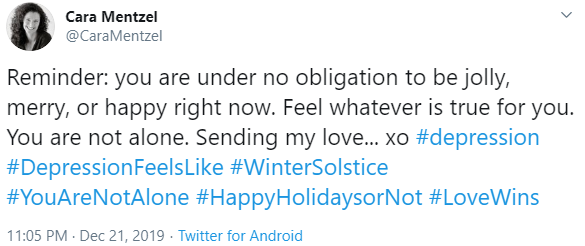 Cara Mentzel
@CaraMentzel
Reminder: you are under no obligation to be jolly,
merry, or happy right now. Feel whatever is true for you.
You are not alone. Sending my love... xo #depression
#DepressionFeelsLike #WinterSolstice
#YouAreNotAlone #HappyHolidaysorNot #LoveWins
11:05 PM · Dec 21, 2019 · Twitter for Android